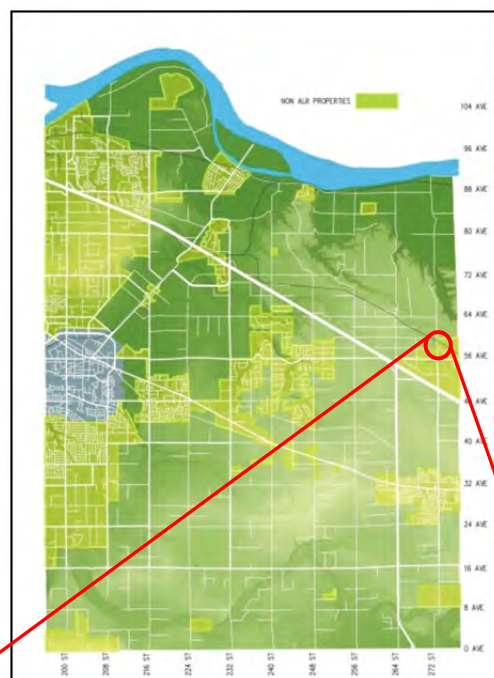 NON ALR PROPERTIES
104 AVE
96 AVE
88 AVE
80 AVE
72 AVE
64 AVE
56 AVE
48 AVE
40 AVE
32 AVE
24 AVE
16 AVE
8 AVE
0 AVE
200 ST
208 ST
216 ST
224 ST
232 ST
240 ST
248 ST
256 ST
264 ST
272 ST